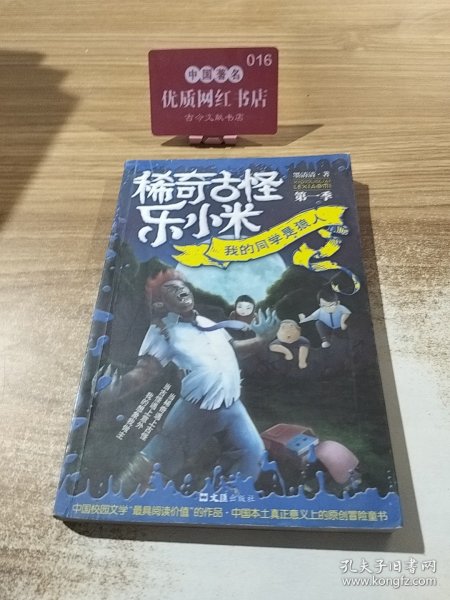 016
中国著名
优质网红书店
古今文献书店
墨清清·著
LEXIAOMI
第一季
稀奇古怪
乐小米
我的同学是狼人
文汇出版社
中国校园文学“最具阅读价值”的作品·中国本土真正意义上的原创冒险童书
孔夫子旧书网
www.kongfz.com